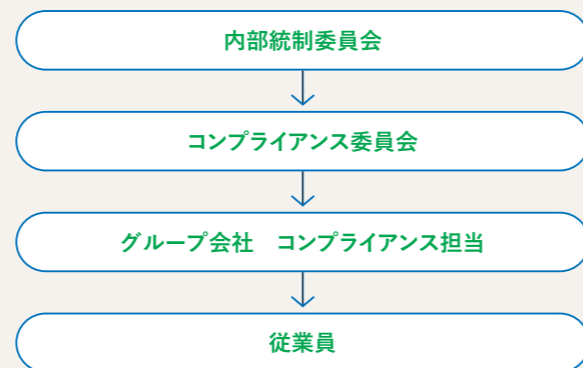 内部統制委員会
コンプライアンス委員会
グループ会社　コンプライアンス担当
従業員